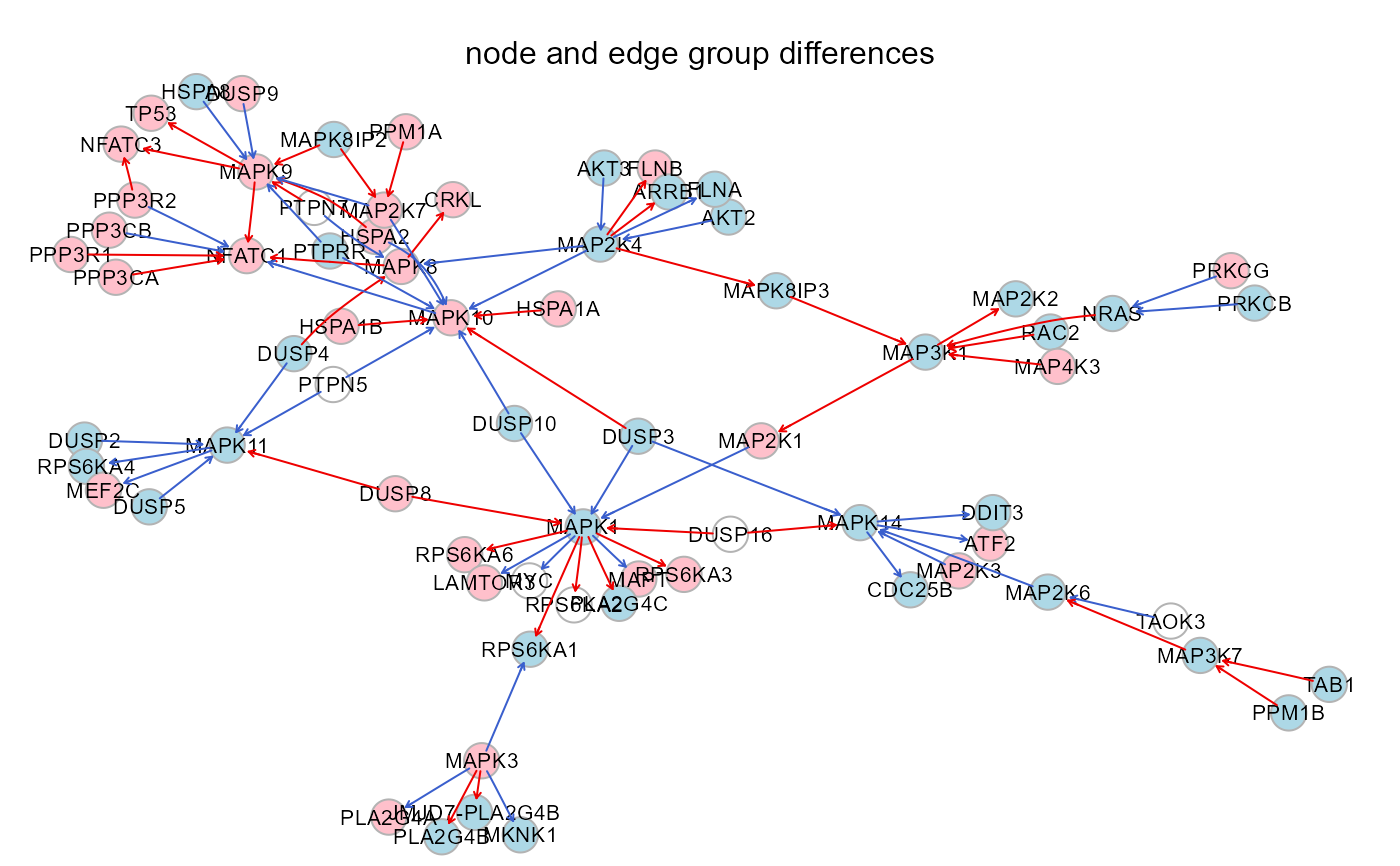 node and edge group differences
HSPA8
DUSP9
TP53
NFATC3
MAPK8IP2
PPM1A
MAPK9
AKT3
FLNB
ARRB1
FLNA
AKT2
PPP3R2
PTPN7
MAP2K7
CRKL
PPP3CB
HSPA2
PPP3R1
NFATC1
PTPRR
MAPK8
PPP3CA
MAP2K4
MAPK8IP3
PRKCG
MAP2K2
PRKCB
NRAS
HSPA1A
MAPK10
HSPA1B
RAC2
DUSP4
MAP3K1
MAP4K3
PTPN5
DUSP10
DUSP3
MAP2K1
DUSP2
MAPK11
RPS6KA4
MEF2C
DUSP5
DUSP8
MAPK1
DUSP16
MAPK14
DDIT3
ATF2
RPS6KA6
LAMTOR3
MYC
MAPT
RPS6KA3
MAP2K3
CDC25B
MAP2K6
RPS6KA2
PLA2G4C
TAOK3
RPS6KA1
MAP3K7
TAB1
PPM1B
MAPK3
PLA2G4A
JMJD7-PLA2G4B
PLA2G4B
MKNK1